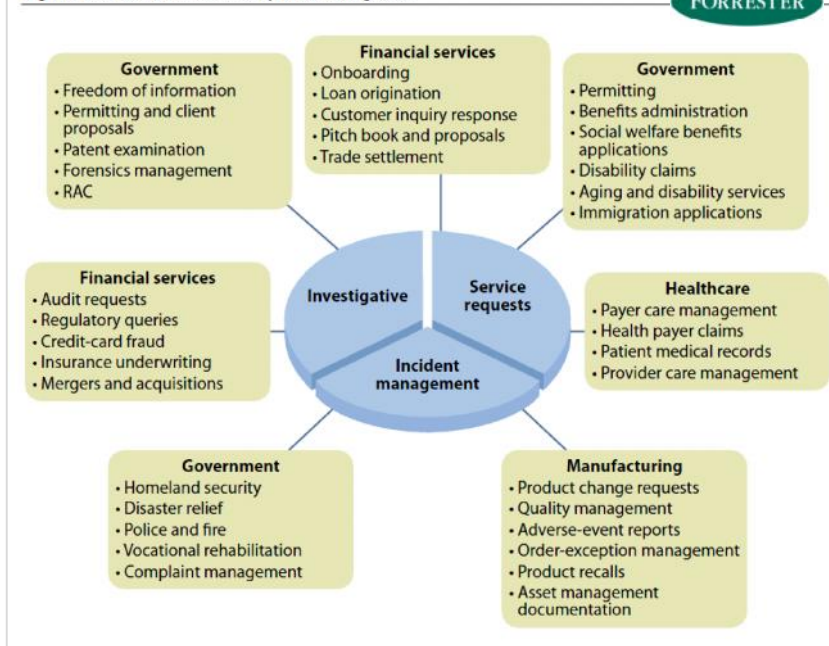 FORRESTER
Government
• Freedom of information
• Permitting and client
proposals
• Patent examination
• Forensics management
• RAC
Financial services
• Onboarding
• Loan origination
• Customer inquiry response
• Pitch book and proposals
• Trade settlement
Government
• Permitting
• Benefits administration
• Social welfare benefits
applications
• Disability claims
• Aging and disability services
• Immigration applications
Financial services
• Audit requests
• Regulatory queries
• Credit-card fraud
• Insurance underwriting
• Mergers and acquisitions
Investigative
Service
requests
Incident
management
Healthcare
• Payer care management
• Health payer claims
• Patient medical records
• Provider care management
Government
• Homeland security
• Disaster relief
• Police and fire
• Vocational rehabilitation
• Complaint management
Manufacturing
• Product change requests
• Quality management
• Adverse-event reports
• Order-exception management
• Product recalls
• Asset management
documentation